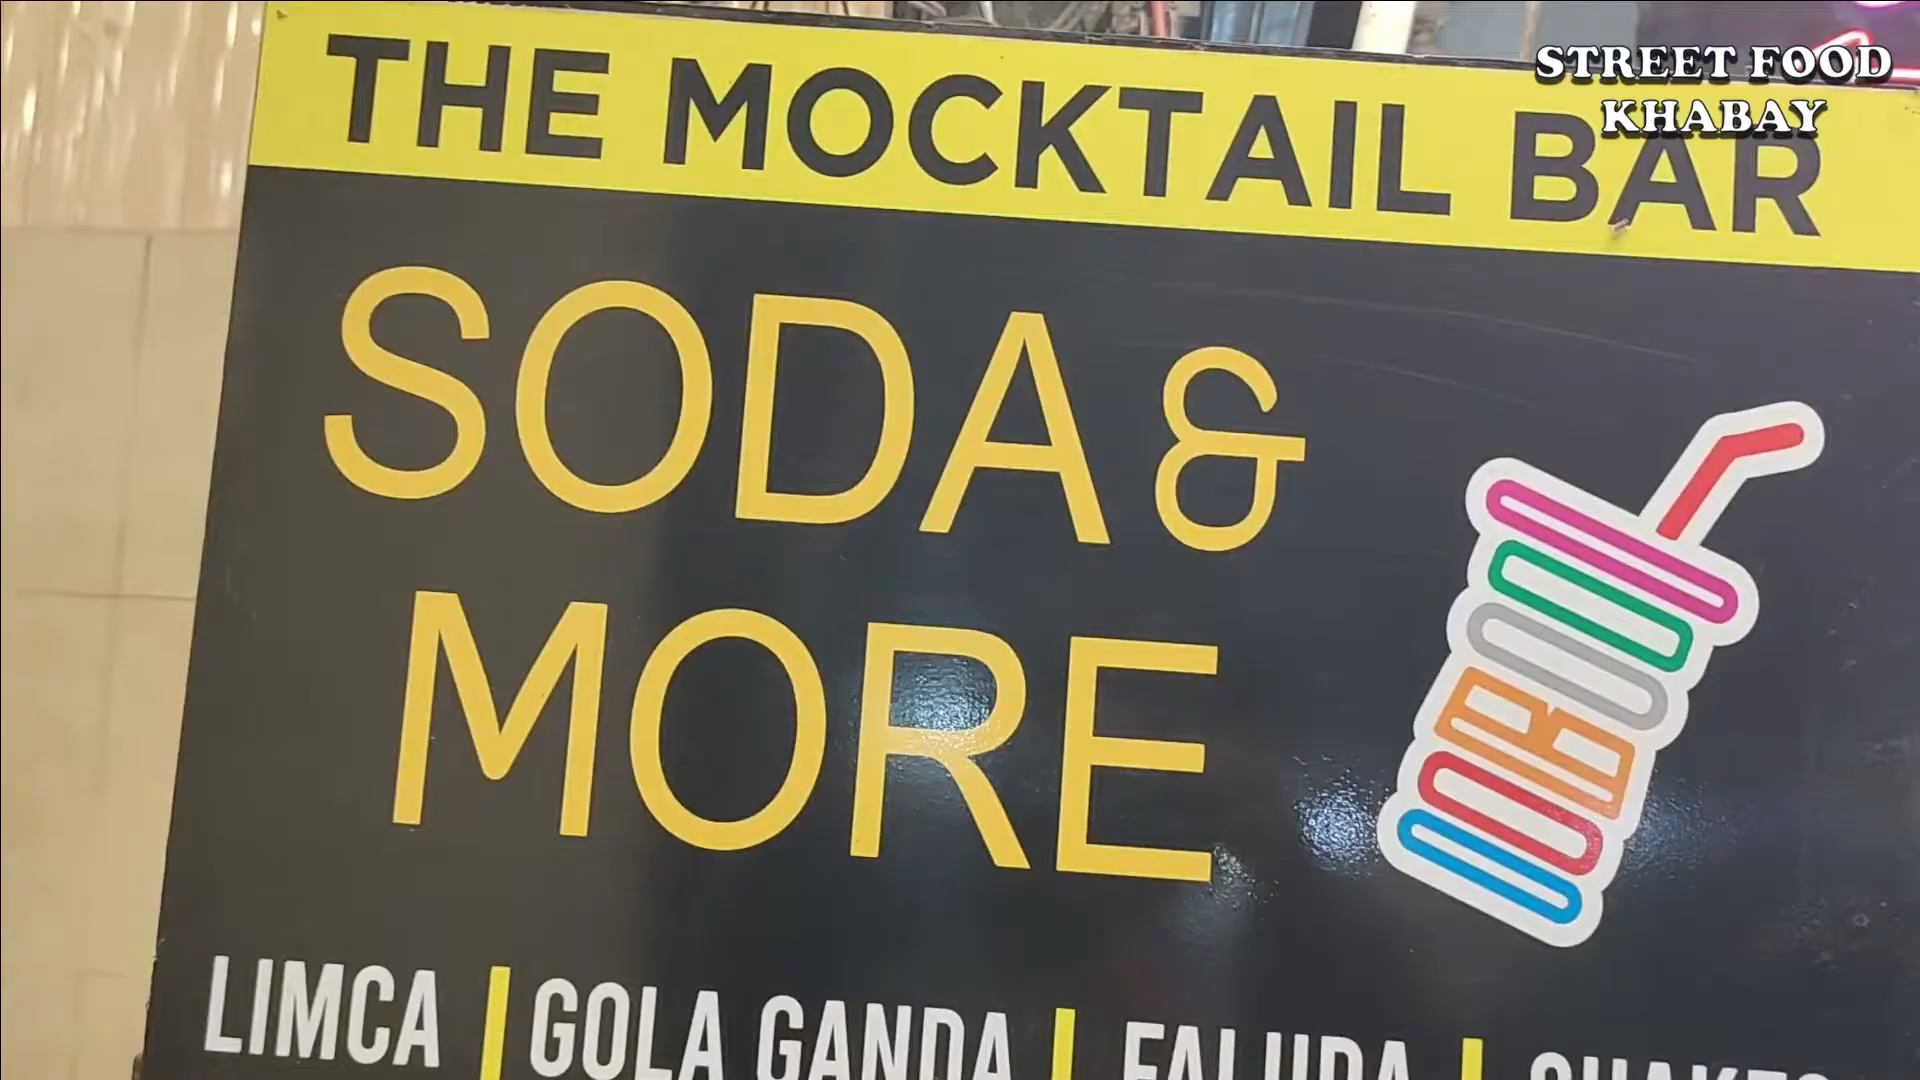 THE MOCKTAIL BAR
STREET FOOD
KHABAY
SODA &
MORE
LIMCA | GOLA GANDA | FALUDA | SHAKES